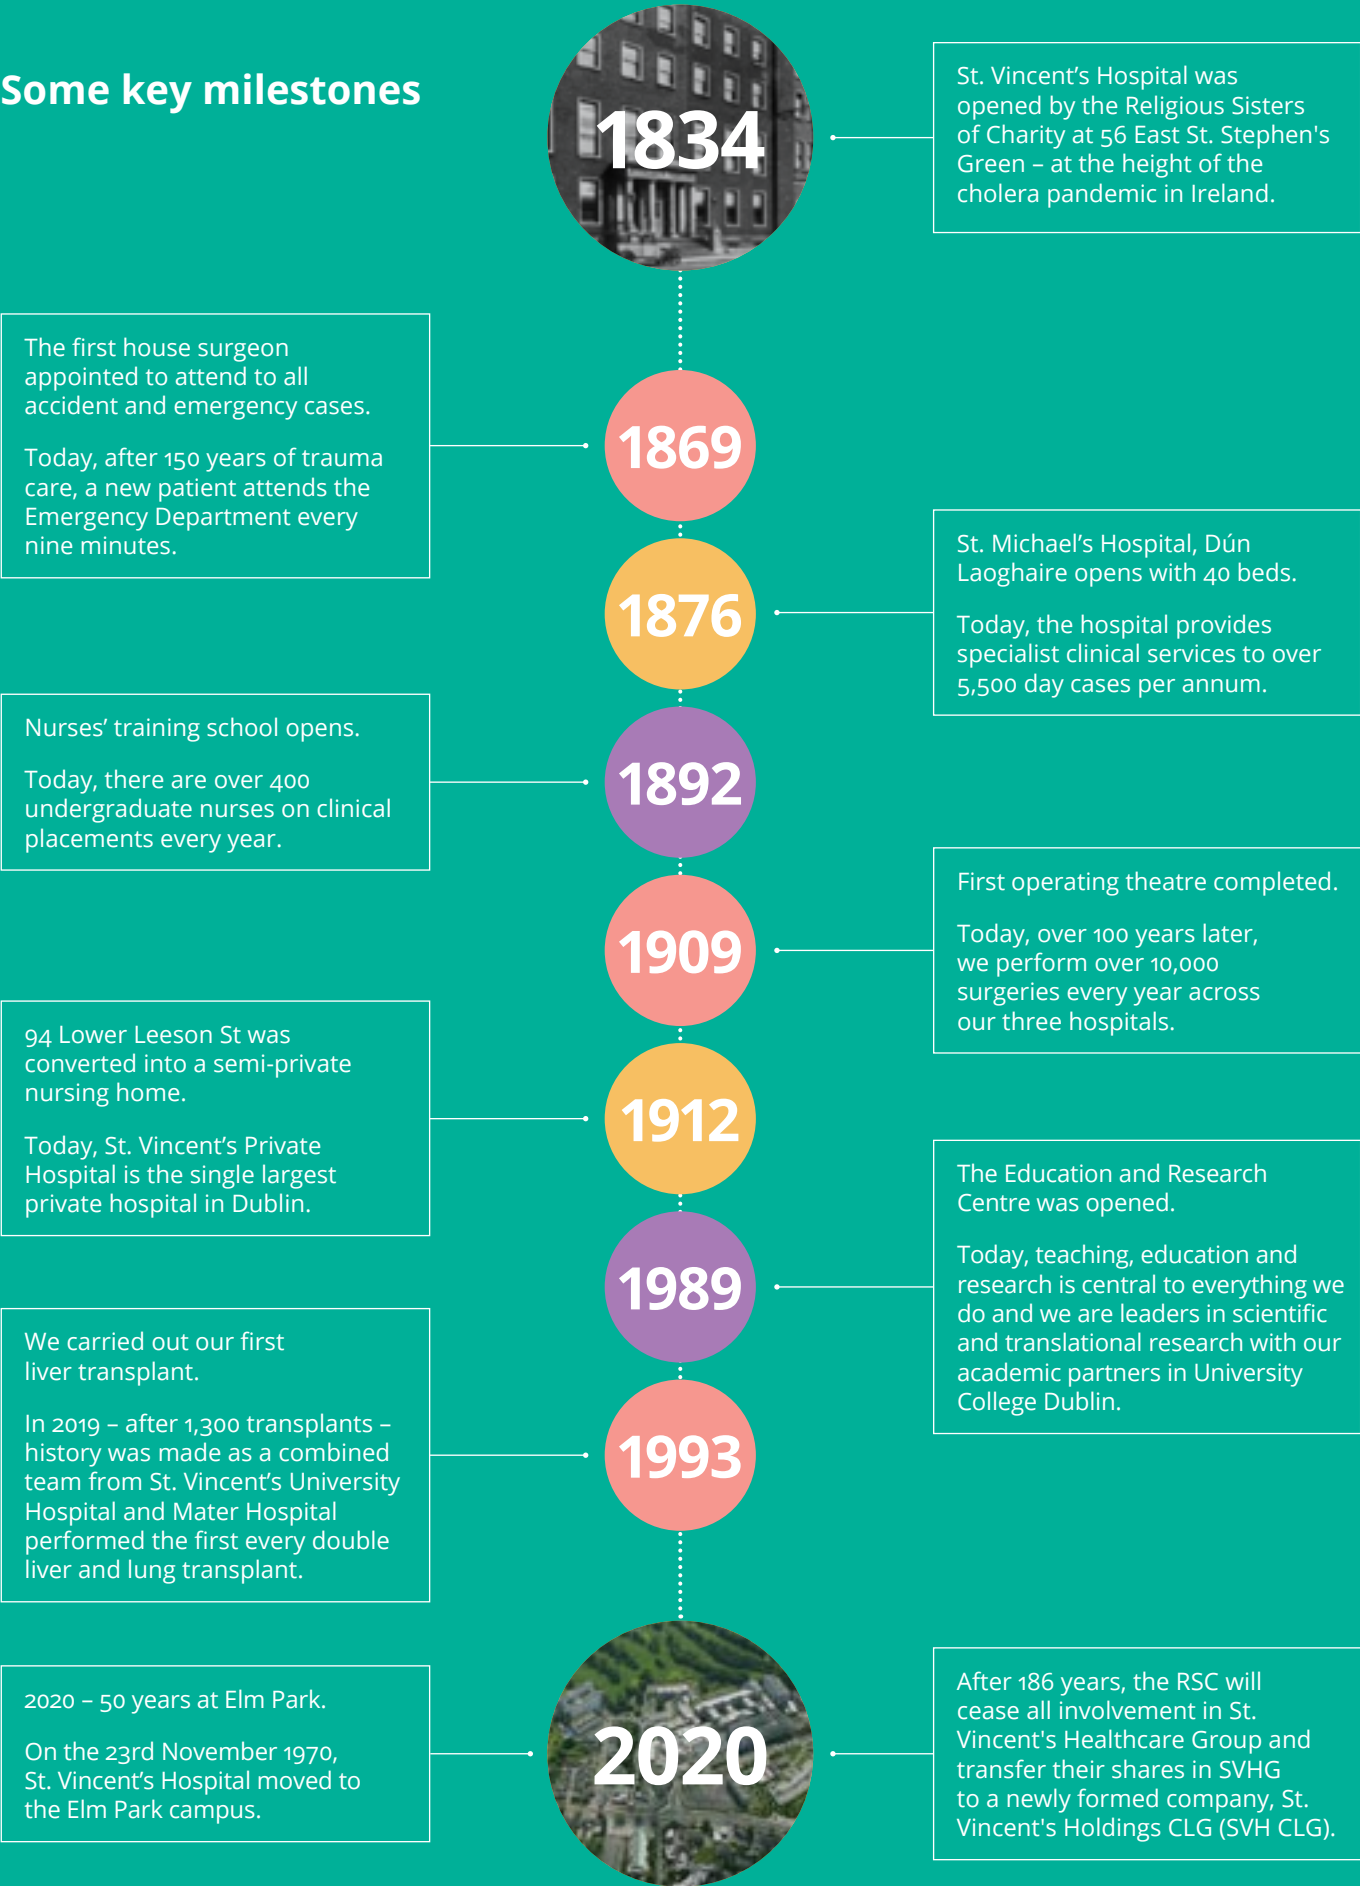 Some key milestones
1834
St. Vincent’s Hospital was
opened by the Religious Sisters
of Charity at 56 East St. Stephen's
Green – at the height of the
cholera pandemic in Ireland.
The first house surgeon
appointed to attend to all
accident and emergency cases.
Today, after 150 years of trauma
care, a new patient attends the
Emergency Department every
nine minutes.
1869
1876
St. Michael’s Hospital, Dún
Laoghaire opens with 40 beds.
Today, the hospital provides
specialist clinical services to over
5,500 day cases per annum.
Nurses’ training school opens.
Today, there are over 400
undergraduate nurses on clinical
placements every year.
1892
1909
First operating theatre completed.
Today, over 100 years later,
we perform over 10,000
surgeries every year across
our three hospitals.
94 Lower Leeson St was
converted into a semi-private
nursing home.
Today, St. Vincent’s Private
Hospital is the single largest
private hospital in Dublin.
1912
1989
The Education and Research
Centre was opened.
Today, teaching, education and
research is central to everything we
do and we are leaders in scientific
and translational research with our
academic partners in University
College Dublin.
We carried out our first
liver transplant.
In 2019 – after 1,300 transplants –
history was made as a combined
team from St. Vincent’s University
Hospital and Mater Hospital
performed the first every double
liver and lung transplant.
1993
2020 – 50 years at Elm Park.
On the 23rd November 1970,
St. Vincent’s Hospital moved to
the Elm Park campus.
2020
After 186 years, the RSC will
cease all involvement in St.
Vincent's Healthcare Group and
transfer their shares in SVHG
to a newly formed company, St.
Vincent's Holdings CLG (SVH CLG).